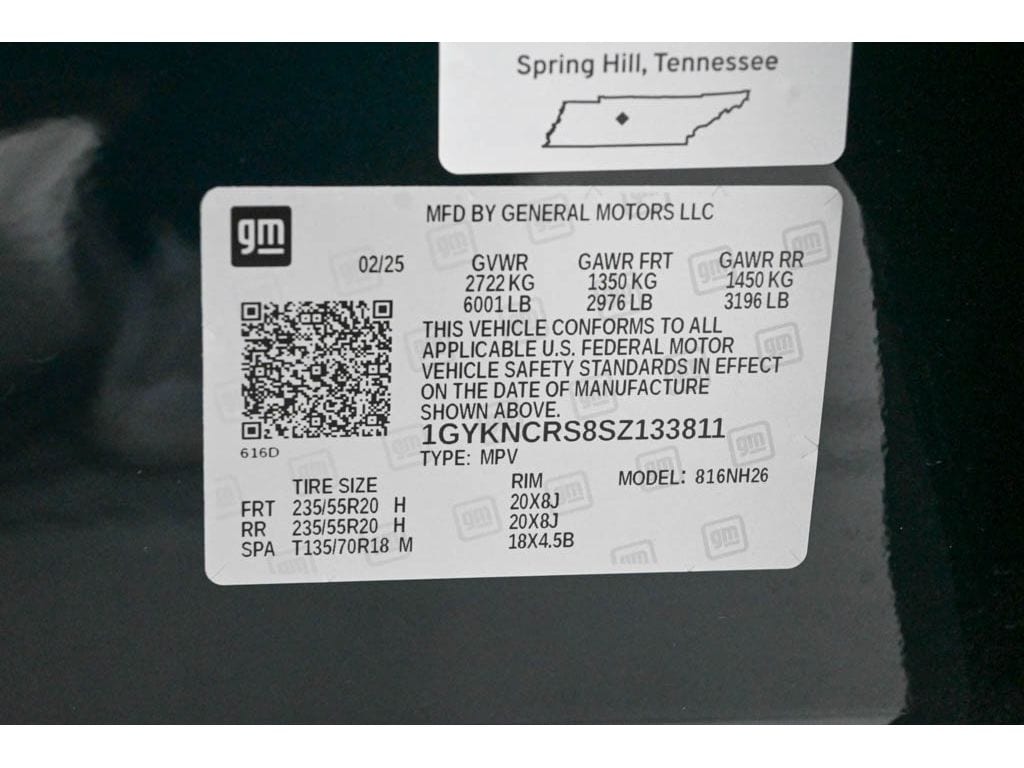 Spring Hill, Tennessee
gm
MFD BY GENERAL MOTORS LLC
02/25 GVWR GAWR FRT GAWR RR
2722 KG 1350 KG 1450 KG
6001 LB 2976 LB 3196 LB
THIS VEHICLE CONFORMS TO ALL
APPLICABLE U.S. FEDERAL MOTOR
VEHICLE SAFETY STANDARDS IN EFFECT
ON THE DATE OF MANUFACTURE
SHOWN ABOVE.
1GYKNCRS8SZ133811
616D
TYPE: MPV
TIRE SIZE RIM MODEL: 816NH26
FRT 235/55R20 H 20X8J
RR 235/55R20 H 20X8J
SPA T135/70R18 M 18X4.5B